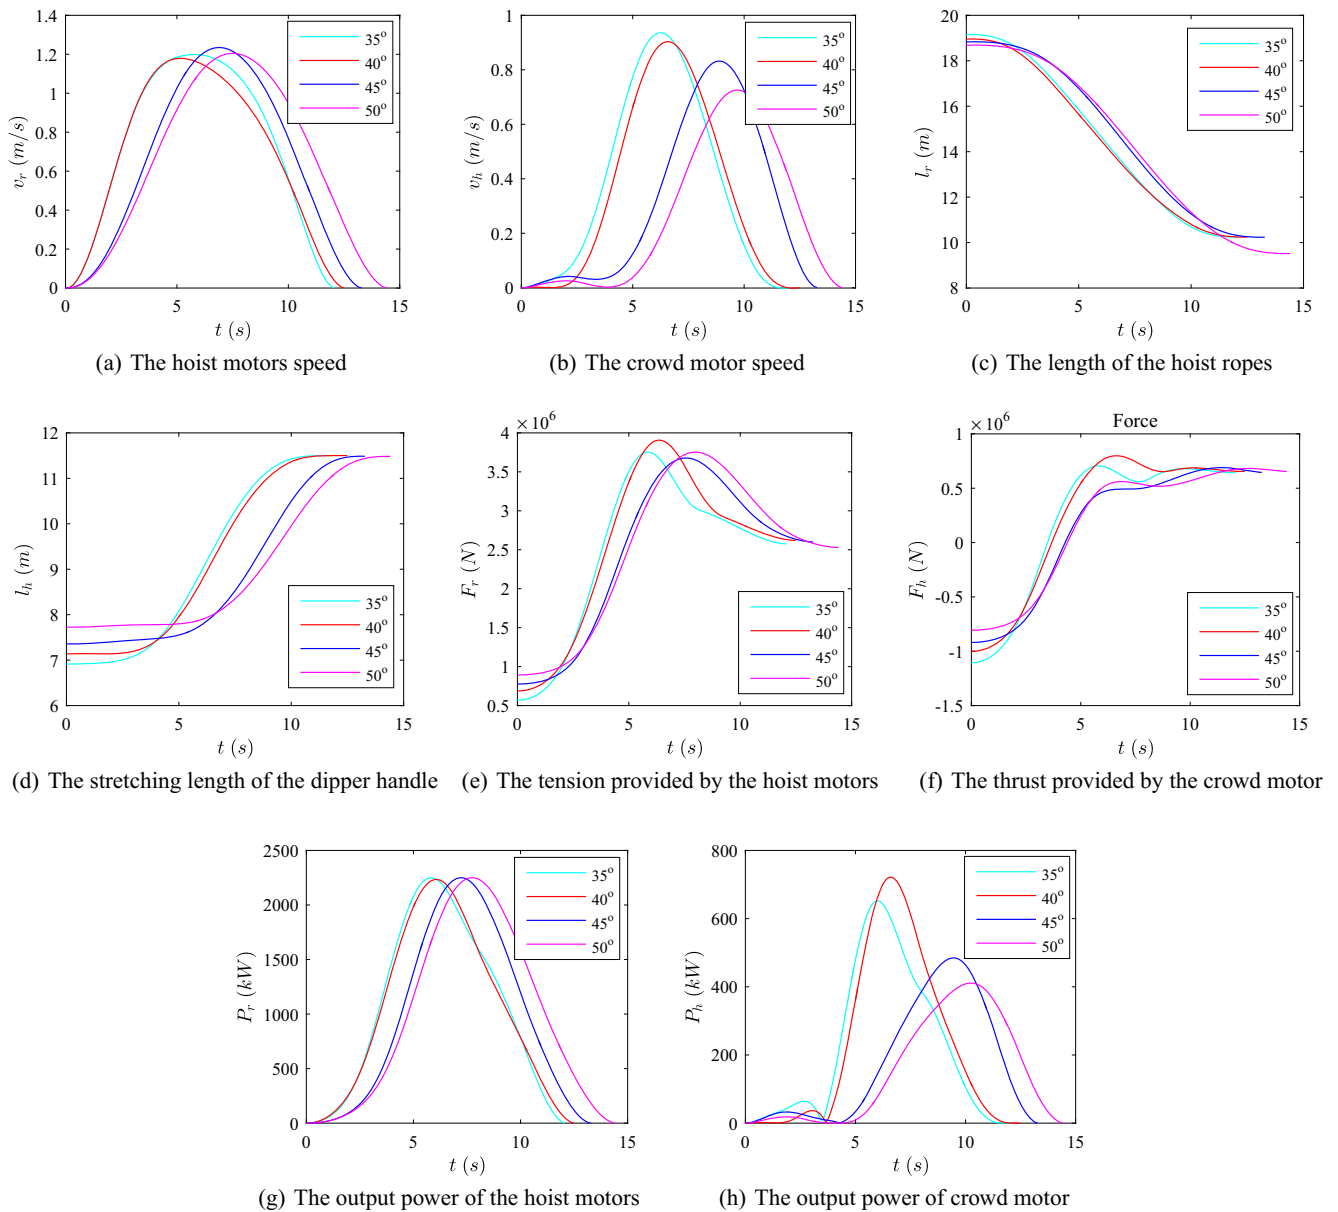 1.4
1.2
1
0.8
0.6
0.4
0.2
0
0 5 10 15
v_r (m/s)
t (s)
35°
40°
45°
50°
(a) The hoist motors speed
1
0.8
0.6
0.4
0.2
0
0 5 10 15
v_h (m/s)
t (s)
35°
40°
45°
50°
(b) The crowd motor speed
20
18
16
14
12
10
8
0 5 10 15
l_r (m)
t (s)
35°
40°
45°
50°
(c) The length of the hoist ropes
12
11
10
9
8
7
6
0 5 10 15
l_h (m)
t (s)
35°
40°
45°
50°
(d) The stretching length of the dipper handle
× 10⁶
4
3.5
3
2.5
2
1.5
1
0.5
0 5 10 15
F_r (N)
t (s)
35°
40°
45°
50°
(e) The tension provided by the hoist motors
× 10⁶
Force
1
0.5
0
-0.5
-1
-1.5
0 5 10 15
F_h (N)
t (s)
35°
40°
45°
50°
(f) The thrust provided by the crowd motor
2500
2000
1500
1000
500
0
0 5 10 15
P_r (kW)
t (s)
35°
40°
45°
50°
(g) The output power of the hoist motors
800
600
400
200
0
0 5 10 15
P_h (kW)
t (s)
35°
40°
45°
50°
(h) The output power of crowd motor